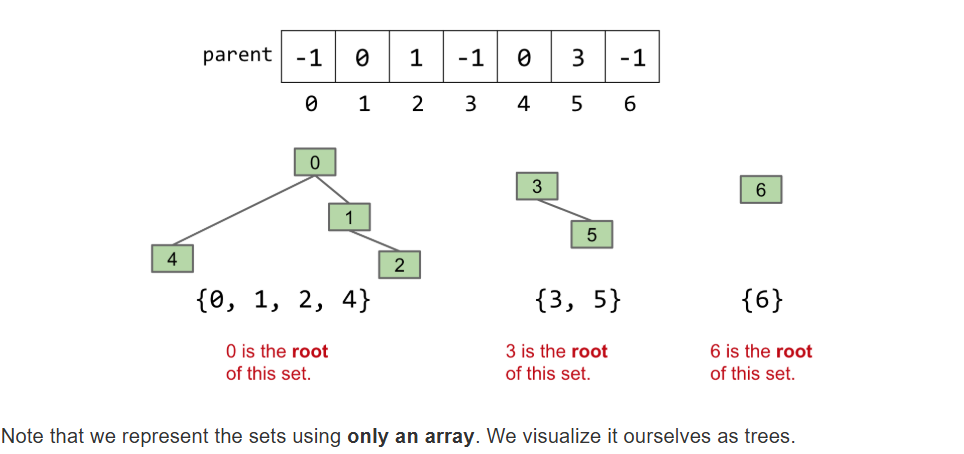 parent -1 0 1 -1 0 3 -1
0 1 2 3 4 5 6
0
3
6
1
5
4
2
{0, 1, 2, 4} {3, 5} {6}
0 is the root 3 is the root 6 is the root
of this set. of this set. of this set.
Note that we represent the sets using only an array. We visualize it ourselves as trees.